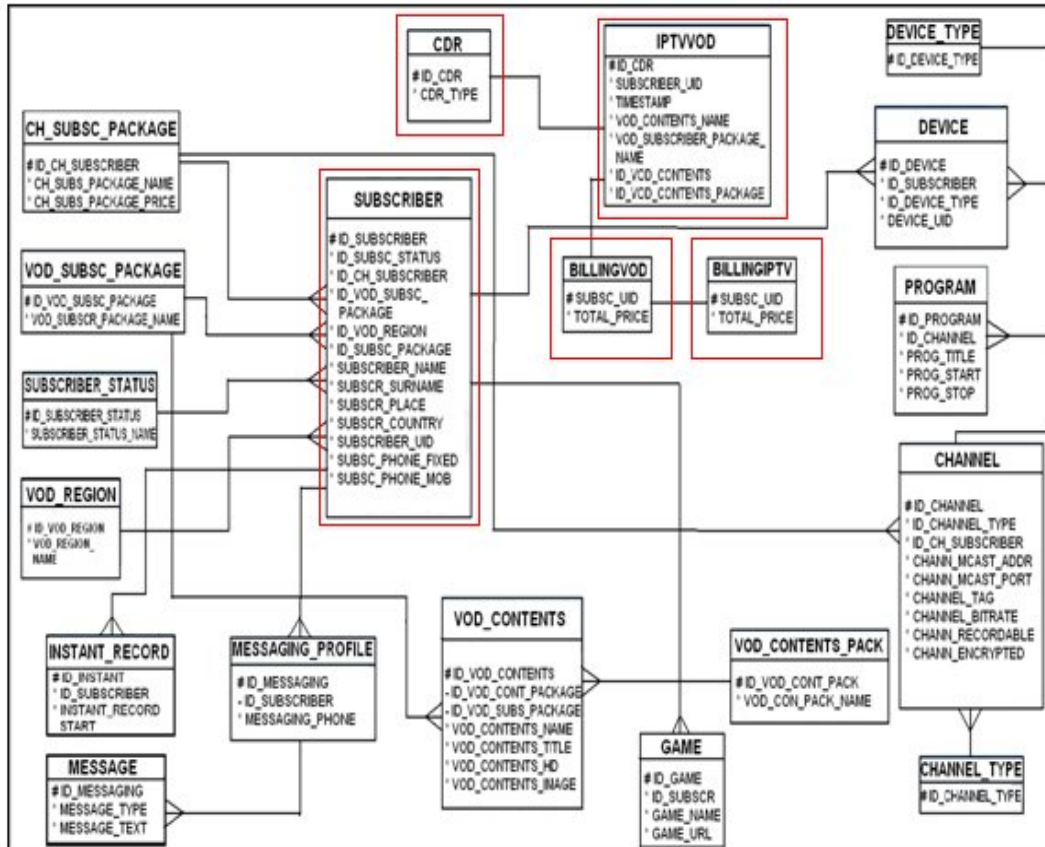 CDR
#ID_CDR
* CDR_TYPE
IPTVVOD
#ID_CDR
* SUBSCRIBER_UID
* TIMESTAMP
* VOD_CONTENTS_NAME
* VOD_SUBSCRIBER_PACKAGE_
NAME
* ID_VOD_CONTENTS
* ID_VOD_CONTENTS_PACKAGE
DEVICE_TYPE
#ID_DEVICE_TYPE
CH_SUBSC_PACKAGE
#ID_CH_SUBSCRIBER
* CH_SUBS_PACKAGE_NAME
* CH_SUBS_PACKAGE_PRICE
DEVICE
#ID_DEVICE
* ID_SUBSCRIBER
* ID_DEVICE_TYPE
* DEVICE_UID
SUBSCRIBER
#ID_SUBSCRIBER
* ID_SUBSC_STATUS
* ID_CH_SUBSCRIBER
* ID_VOD_SUBSC_
PACKAGE
* ID_VOD_REGION
* ID_SUBSC_PACKAGE
* SUBSCRIBER_NAME
* SUBSCR_SURNAME
* SUBSCR_PLACE
* SUBSCR_COUNTRY
* SUBSCRIBER_UID
* SUBSC_PHONE_FIXED
* SUBSC_PHONE_MOB
VOD_SUBSC_PACKAGE
#ID_VOD_SUBSC_PACKAGE
* VOD_SUBSCR_PACKAGE_NAME
BILLINGVOD
#SUBSC_UID
* TOTAL_PRICE
BILLINGIPTV
#SUBSC_UID
* TOTAL_PRICE
PROGRAM
#ID_PROGRAM
* ID_CHANNEL
* PROG_TITLE
* PROG_START
* PROG_STOP
SUBSCRIBER_STATUS
#ID_SUBSCRIBER_STATUS
* SUBSCRIBER_STATUS_NAME
VOD_REGION
#ID_VOD_REGION
* VOD_REGION_
NAME
CHANNEL
#ID_CHANNEL
* ID_CHANNEL_TYPE
* ID_CH_SUBSCRIBER
* CHANN_MCAST_ADDR
* CHANN_MCAST_PORT
* CHANNEL_TAG
* CHANNEL_BITRATE
* CHANN_RECORDABLE
* CHANN_ENCRYPTED
INSTANT_RECORD
#ID_INSTANT
* ID_SUBSCRIBER
* INSTANT_RECORD
START
MESSAGING_PROFILE
#ID_MESSAGING
- ID_SUBSCRIBER
* MESSAGING_PHONE
VOD_CONTENTS
#ID_VOD_CONTENTS
- ID_VOD_CONT_PACKAGE
- ID_VOD_SUBS_PACKAGE
* VOD_CONTENTS_NAME
* VOD_CONTENTS_TITLE
* VOD_CONTENTS_HD
* VOD_CONTENTS_IMAGE
VOD_CONTENTS_PACK
#ID_VOD_CONT_PACK
* VOD_CON_PACK_NAME
MESSAGE
#ID_MESSAGING
* MESSAGE_TYPE
* MESSAGE_TEXT
GAME
#ID_GAME
* ID_SUBSCR
* GAME_NAME
* GAME_URL
CHANNEL_TYPE
#ID_CHANNEL_TYPE